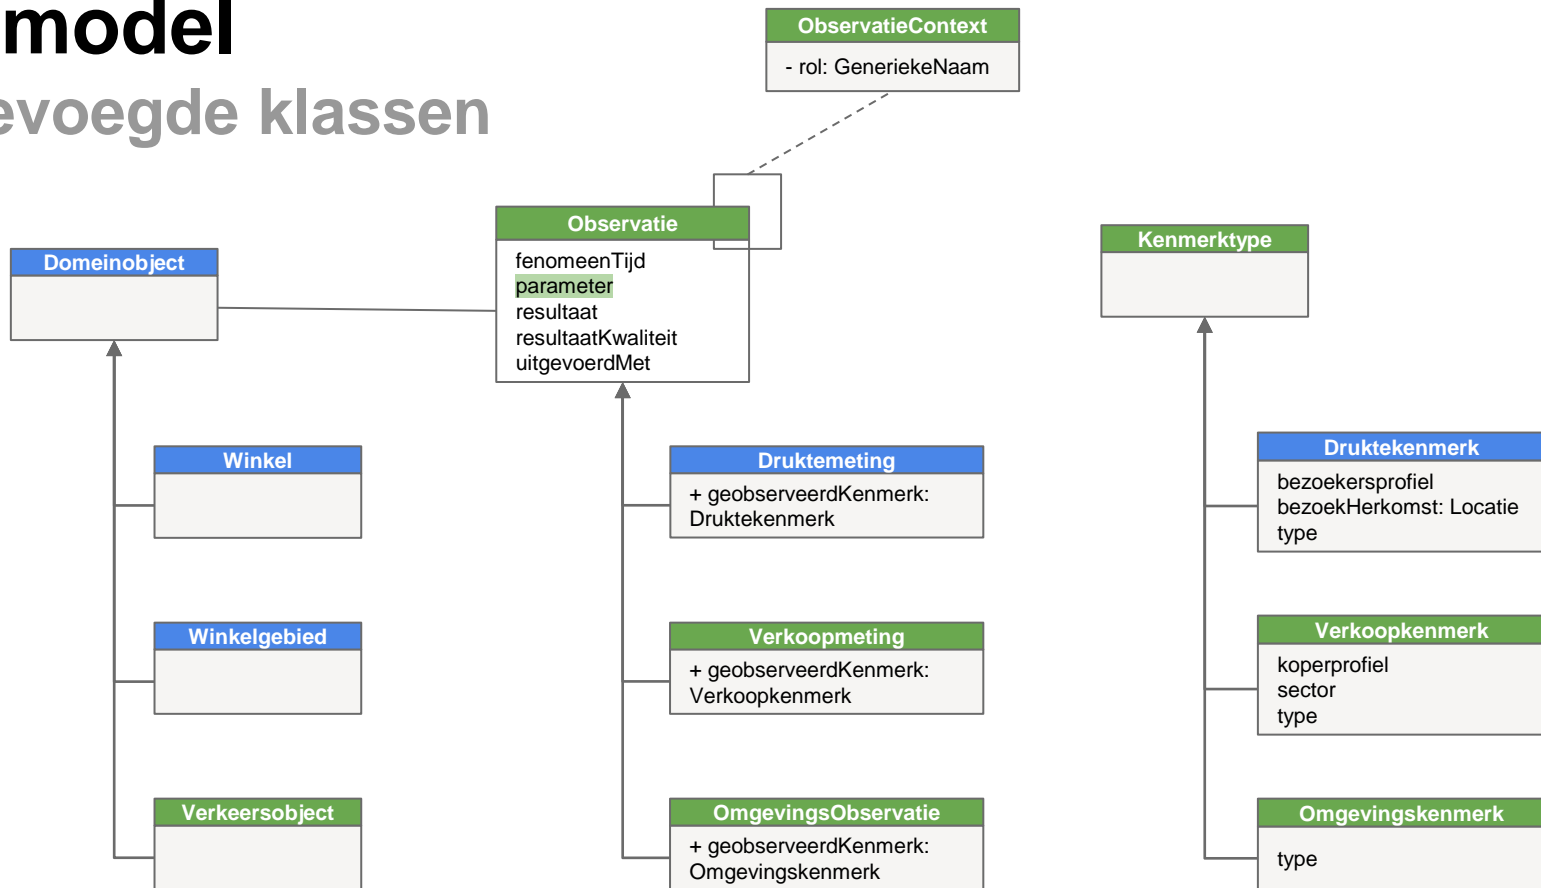 model
evoegde klassen
ObservatieContext
- rol: GeneriekeNaam
Observatie
fenomeenTijd
parameter
resultaat
resultaatKwaliteit
uitgevoerdMet
Domeinobject
Kenmerktype
Winkel
Druktemeting
+ geobserveerdKenmerk:
Druktekenmerk
Druktekenmerk
bezoekersprofiel
bezoekHerkomst: Locatie
type
Winkelgebied
Verkoopmeting
+ geobserveerdKenmerk:
Verkoopkenmerk
Verkoopkenmerk
koperprofiel
sector
type
Verkeersobject
OmgevingsObservatie
+ geobserveerdKenmerk:
Omgevingskenmerk
Omgevingskenmerk
type